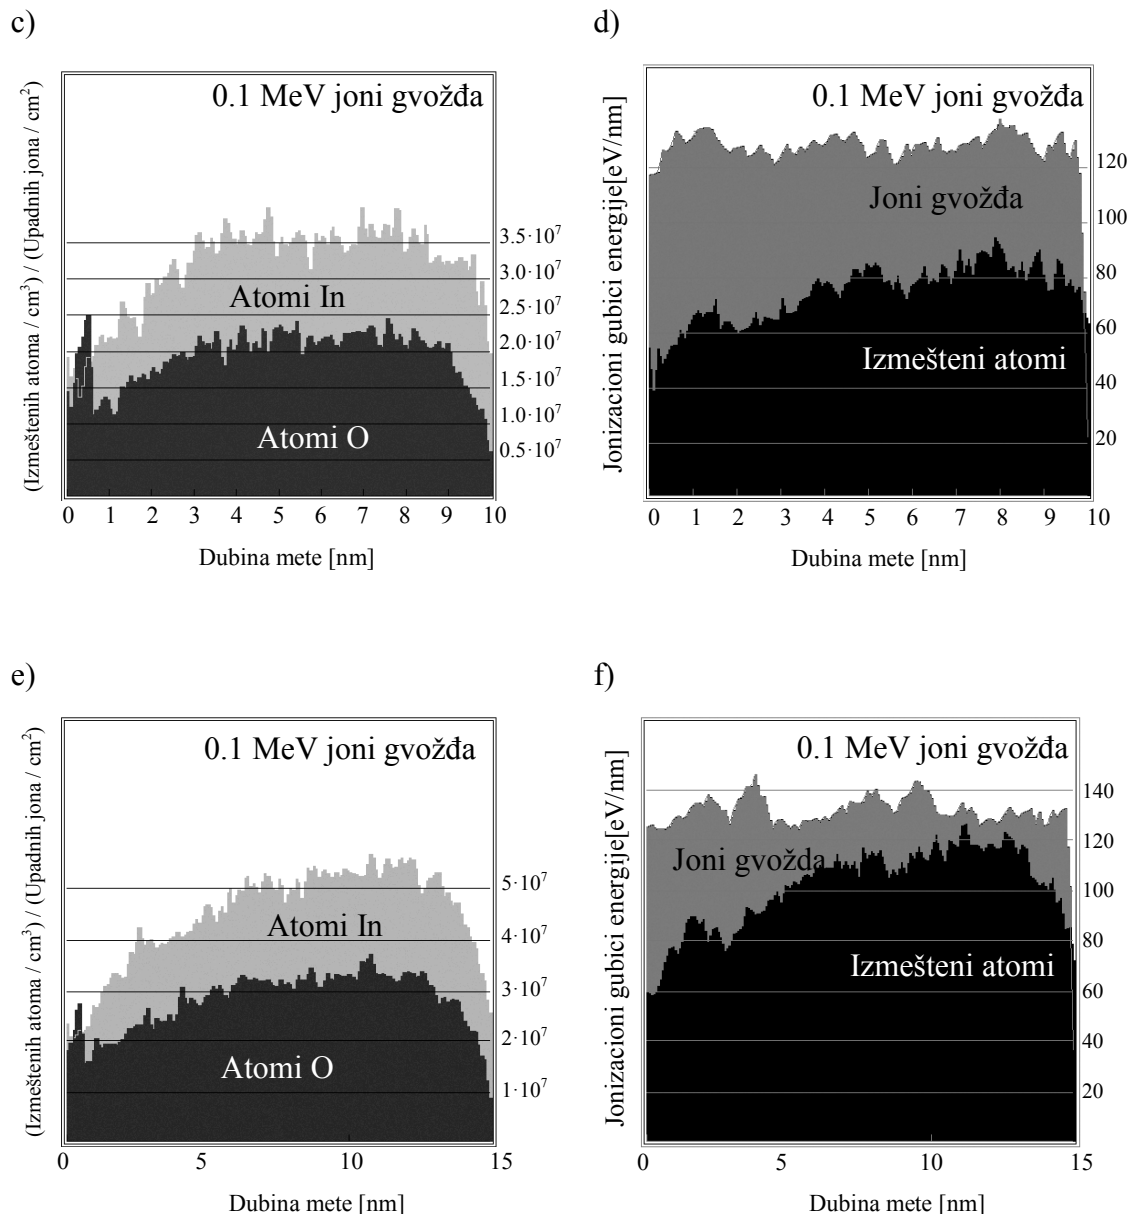 c)
0.1 MeV joni gvožđa
(Izmeštenih atoma / cm³) / (Upadnih jona / cm²)
3.5·10⁷
3.0·10⁷
Atomi In
2.5·10⁷
2.0·10⁷
1.5·10⁷
1.0·10⁷
Atomi O
0.5·10⁷
0 1 2 3 4 5 6 7 8 9 10
Dubina mete [nm]
d)
0.1 MeV joni gvožđa
Jonizacioni gubici energije[eV/nm]
120
Joni gvožđa
100
80
60
Izmešteni atomi
40
20
0 1 2 3 4 5 6 7 8 9 10
Dubina mete [nm]
e)
0.1 MeV joni gvožđa
(Izmeštenih atoma / cm³) / (Upadnih jona / cm²)
5·10⁷
Atomi In
4·10⁷
3·10⁷
2·10⁷
Atomi O
1·10⁷
0 5 10 15
Dubina mete [nm]
f)
0.1 MeV joni gvožđa
Jonizacioni gubici energije[eV/nm]
140
120
Joni gvožđa
100
80
Izmešteni atomi
60
40
20
0 5 10 15
Dubina mete [nm]